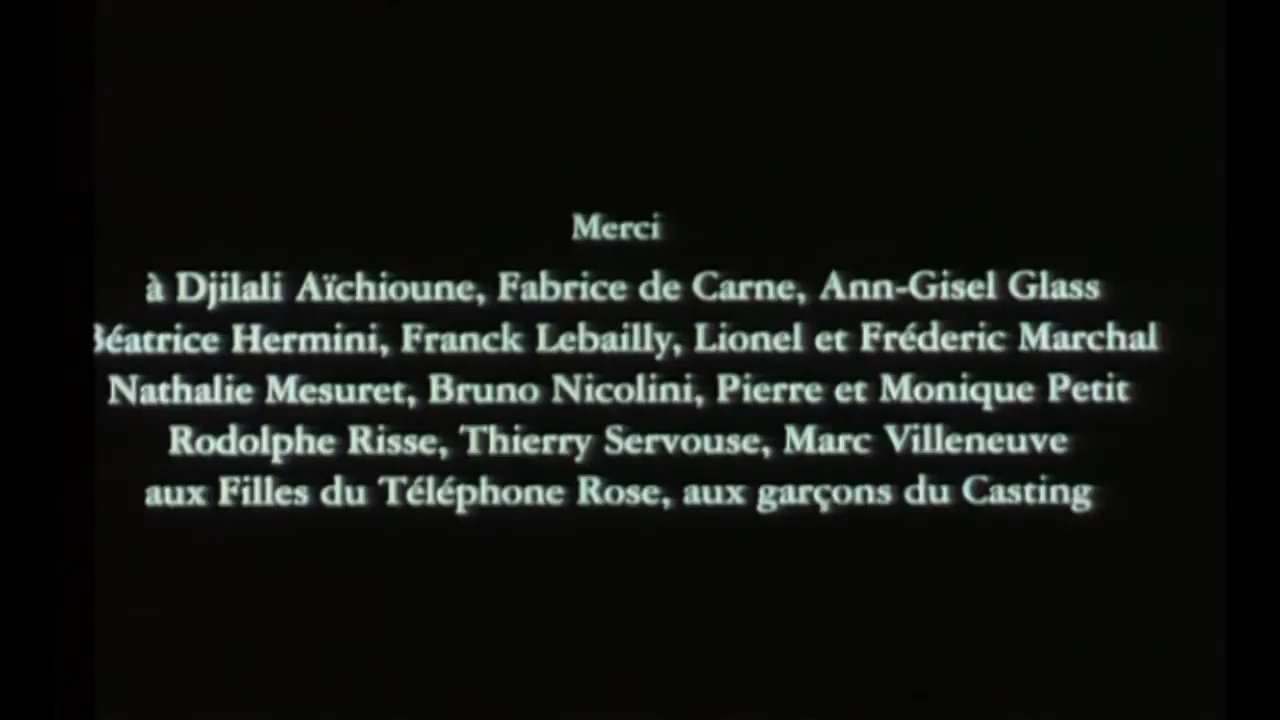 Merci
à Djilali Aïchioune, Fabrice de Carne, Ann-Gisel Glass
Béatrice Hermini, Franck Lebailly, Lionel et Fréderic Marchal
Nathalie Mesuret, Bruno Nicolini, Pierre et Monique Petit
Rodolphe Risse, Thierry Servouse, Marc Villeneuve
aux Filles du Téléphone Rose, aux garçons du Casting